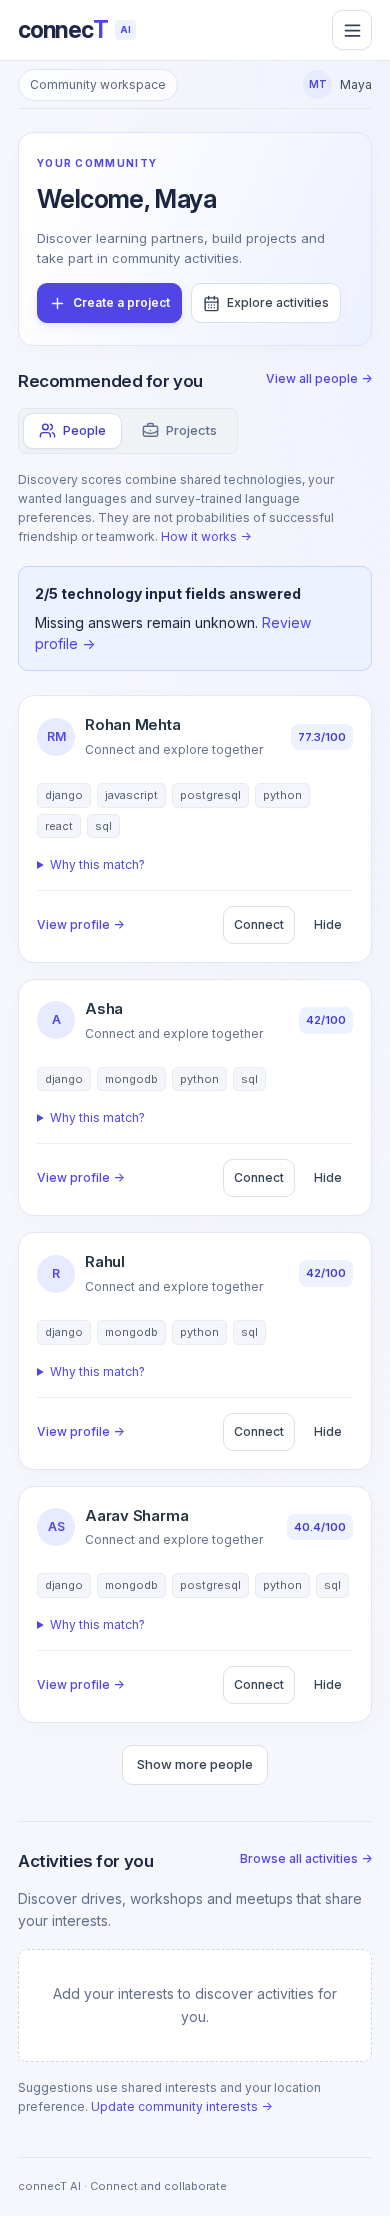 connecT AI
Community workspace
MT Maya
YOUR COMMUNITY
Welcome, Maya
Discover learning partners, build projects and
take part in community activities.
+ Create a project
Explore activities
Recommended for you
View all people →
People
Projects
Discovery scores combine shared technologies, your
wanted languages and survey-trained language
preferences. They are not probabilities of successful
friendship or teamwork. How it works →
2/5 technology input fields answered
Missing answers remain unknown. Review
profile →
RM
Rohan Mehta
Connect and explore together
77.3/100
django javascript postgresql python
react sql
▶ Why this match?
View profile →
Connect
Hide
A
Asha
Connect and explore together
42/100
django mongodb python sql
▶ Why this match?
View profile →
Connect
Hide
R
Rahul
Connect and explore together
42/100
django mongodb python sql
▶ Why this match?
View profile →
Connect
Hide
AS
Aarav Sharma
Connect and explore together
40.4/100
django mongodb postgresql python sql
▶ Why this match?
View profile →
Connect
Hide
Show more people
Activities for you
Browse all activities →
Discover drives, workshops and meetups that share
your interests.
Add your interests to discover activities for
you.
Suggestions use shared interests and your location
preference. Update community interests →
connecT AI · Connect and collaborate